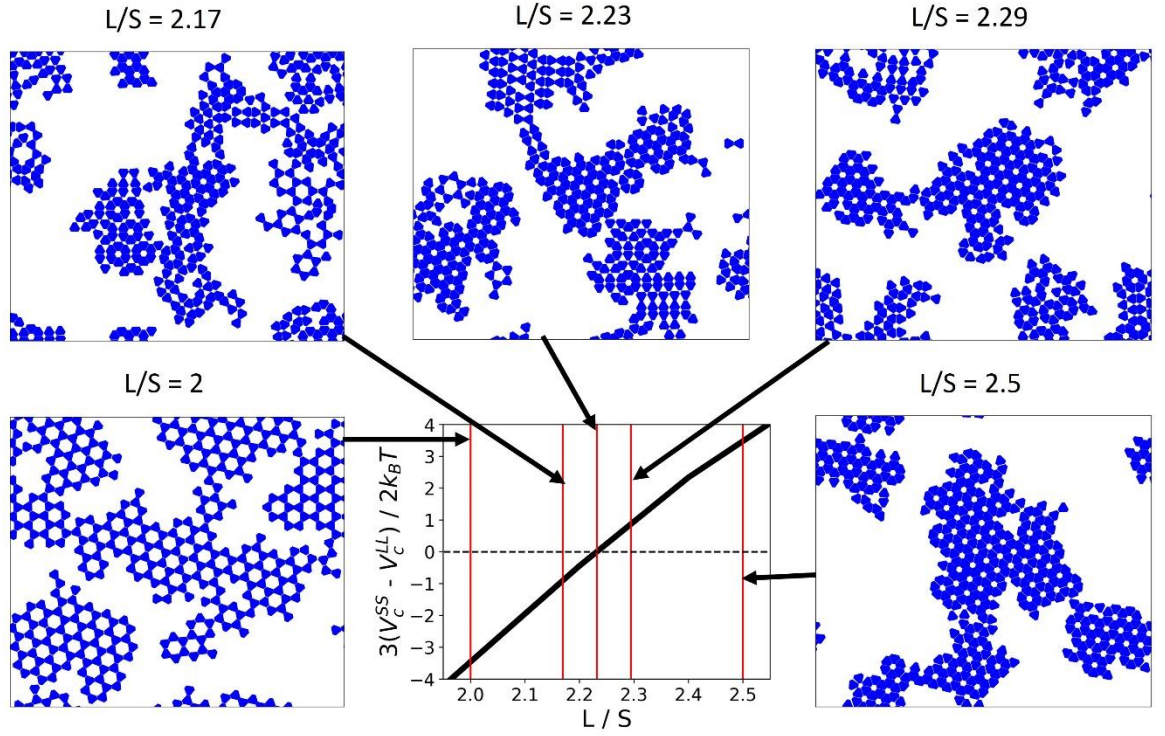 L/S = 2.17
L/S = 2.23
L/S = 2.29
L/S = 2
L/S = 2.5
3(V_c^{SS} - V_c^{LL}) / 2k_BT
4
3
2
1
0
−1
−2
−3
−4
2.0 2.1 2.2 2.3 2.4 2.5
L / S